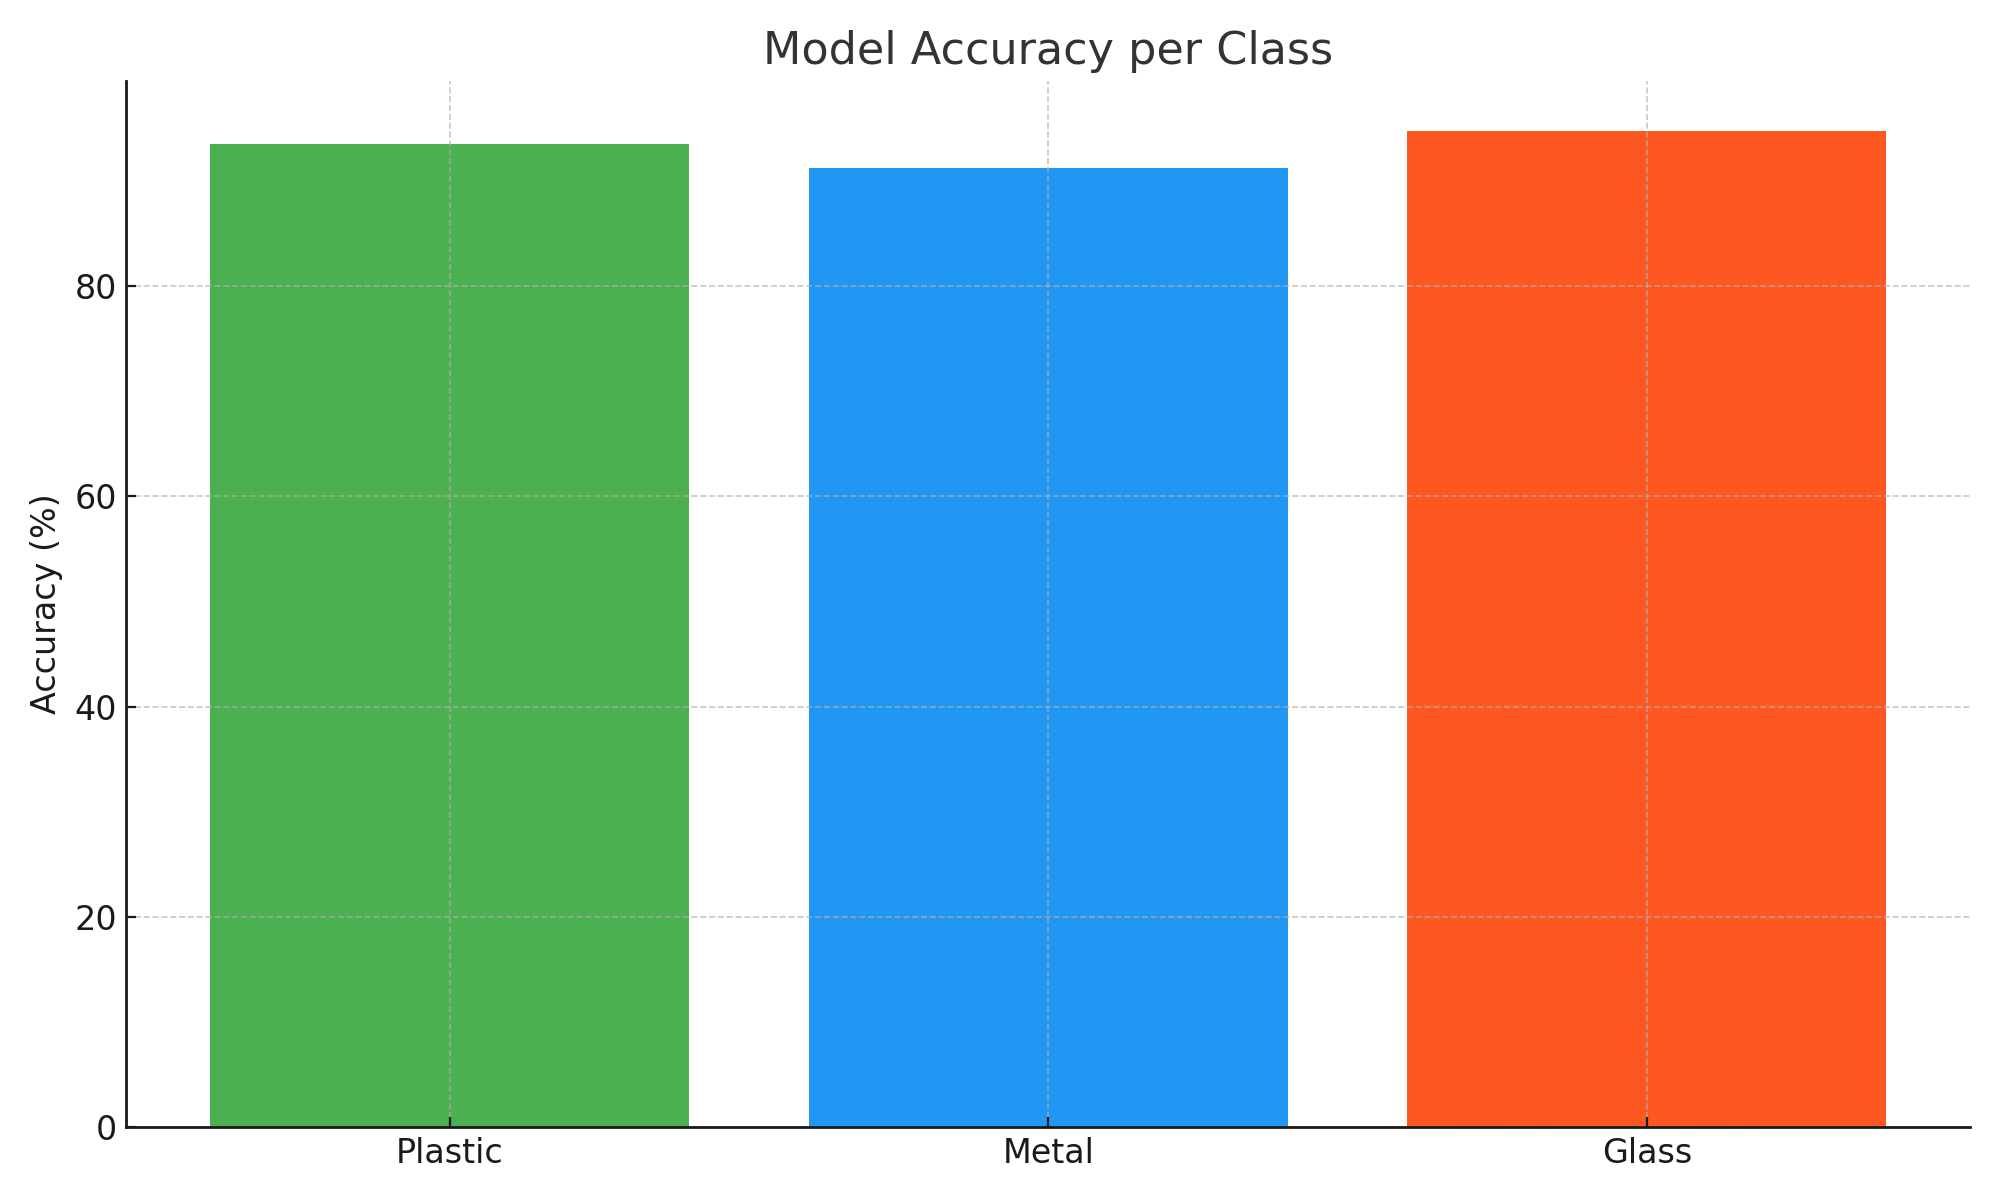 Model Accuracy per Class
Accuracy (%)
80
60
40
20
0
Plastic
Metal
Glass